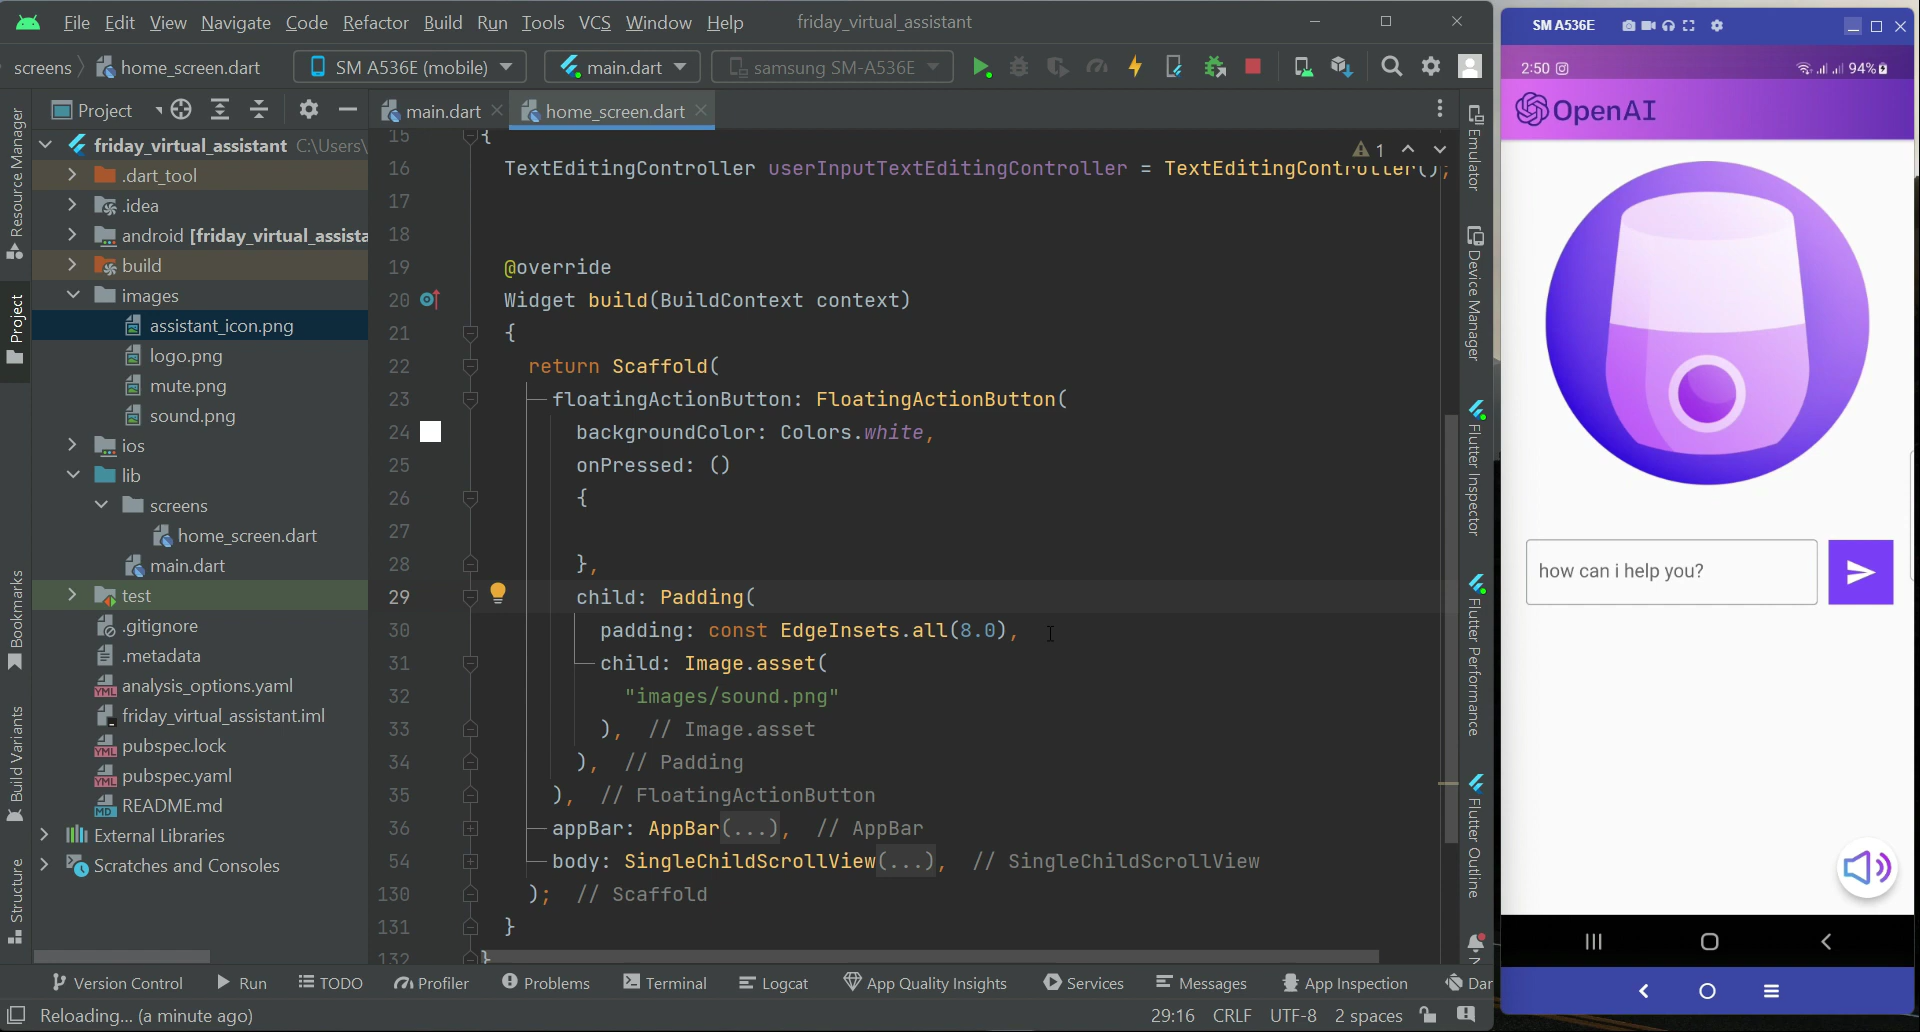 File Edit View Navigate Code Refactor Build Run Tools VCS Window Help friday_virtual_assistant
screens home_screen.dart SM A536E (mobile) main.dart samsung SM-A536E
Project
main.dart home_screen.dart
Resource Manager
Project
Bookmarks
Build Variants
Structure
friday_virtual_assistant C:\Users\
.dart_tool
.idea
android [friday_virtual_assista
build
images
assistant_icon.png
logo.png
mute.png
sound.png
ios
lib
screens
home_screen.dart
main.dart
test
.gitignore
.metadata
analysis_options.yaml
friday_virtual_assistant.iml
pubspec.lock
pubspec.yaml
README.md
External Libraries
Scratches and Consoles
15 {
1
16 TextEditingController userInputTextEditingController = TextEditingController();
17
18
19 @override
20 Widget build(BuildContext context)
21 {
22 return Scaffold(
23 floatingActionButton: FloatingActionButton(
24 backgroundColor: Colors.white,
25 onPressed: ()
26 {
27
28 },
29 child: Padding(
30 padding: const EdgeInsets.all(8.0),
31 child: Image.asset(
32 "images/sound.png"
33 ), // Image.asset
34 ), // Padding
35 ), // FloatingActionButton
36 appBar: AppBar(...), // AppBar
54 body: SingleChildScrollView(...), // SingleChildScrollView
130 ); // Scaffold
131 }
132 }
Emulator
Device Manager
Flutter Inspector
Flutter Performance
Flutter Outline
Version Control Run TODO Profiler Problems Terminal Logcat App Quality Insights Services Messages App Inspection Dar
Reloading... (a minute ago) 29:16 CRLF UTF-8 2 spaces
SM A536E
2:50 94%
OpenAI
how can i help you?